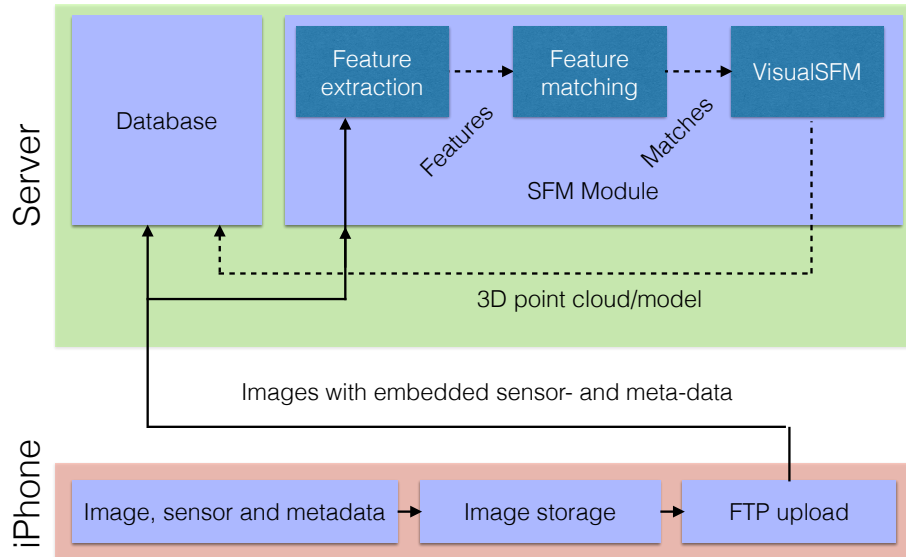 Server
Database
Feature
extraction
Features
Feature
matching
Matches
VisualSFM
SFM Module
3D point cloud/model
Images with embedded sensor- and meta-data
iPhone
Image, sensor and metadata
Image storage
FTP upload